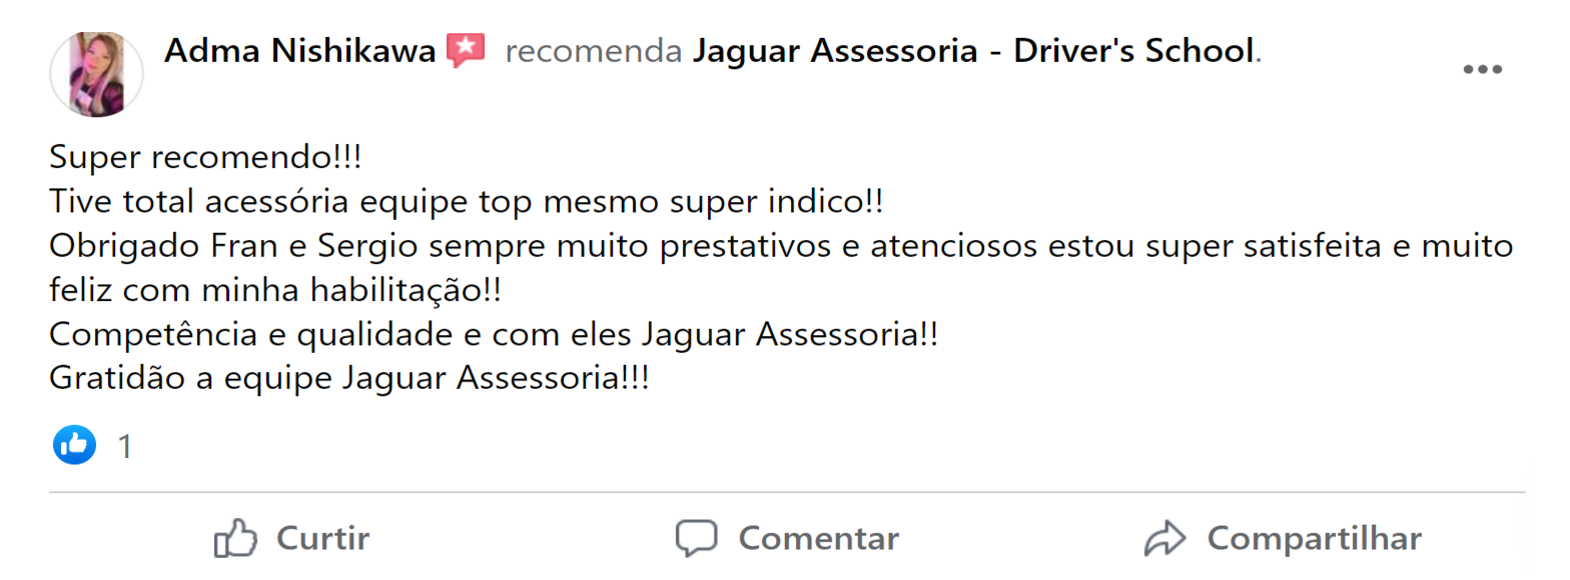 Adma Nishikawa recomenda Jaguar Assessoria - Driver's School.
Super recomendo!!!
Tive total acessória equipe top mesmo super indico!!
Obrigado Fran e Sergio sempre muito prestativos e atenciosos estou super satisfeita e muito
feliz com minha habilitação!!
Competência e qualidade e com eles Jaguar Assessoria!!
Gratidão a equipe Jaguar Assessoria!!!
1
Curtir Comentar Compartilhar